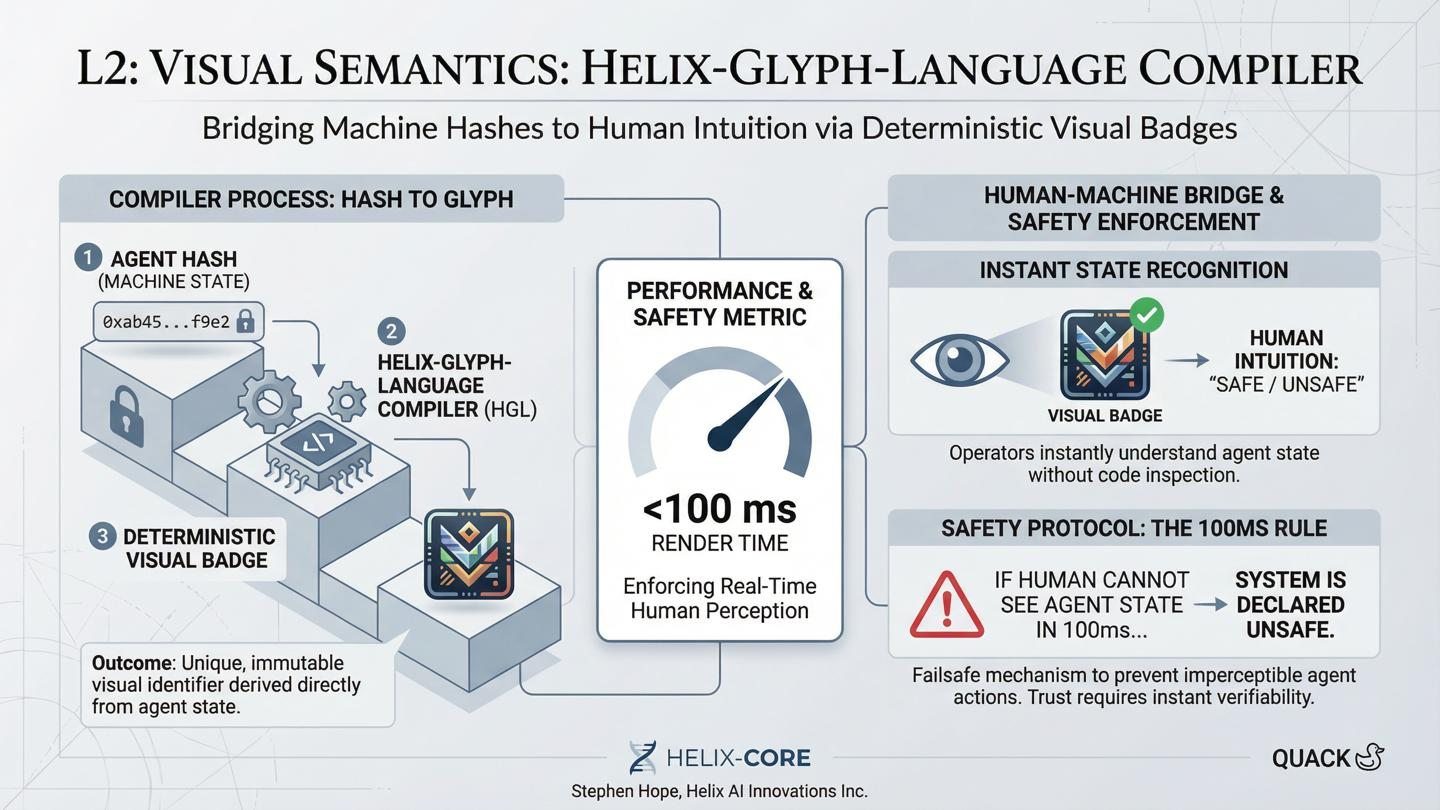 L2: VISUAL SEMANTICS: HELIX-GLYPH-LANGUAGE COMPILER
Bridging Machine Hashes to Human Intuition via Deterministic Visual Badges
COMPILER PROCESS: HASH TO GLYPH
1 AGENT HASH
(MACHINE STATE)
0xab45...f9e2
2
HELIX-GLYPH-
LANGUAGE
COMPILER (HGL)
</>
3 DETERMINISTIC
VISUAL BADGE
Outcome: Unique, immutable
visual identifier derived directly
from agent state.
PERFORMANCE &
SAFETY METRIC
<100 ms
RENDER TIME
Enforcing Real-Time
Human Perception
HUMAN-MACHINE BRIDGE &
SAFETY ENFORCEMENT
INSTANT STATE RECOGNITION
VISUAL BADGE
HUMAN
INTUITION:
“SAFE / UNSAFE”
Operators instantly understand agent state
without code inspection.
SAFETY PROTOCOL: THE 100MS RULE
IF HUMAN CANNOT
SEE AGENT STATE
IN 100ms...
SYSTEM IS
DECLARED
UNSAFE.
Failsafe mechanism to prevent imperceptible agent
actions. Trust requires instant verifiability.
HELIX-CORE
Stephen Hope, Helix AI Innovations Inc.
QUACK